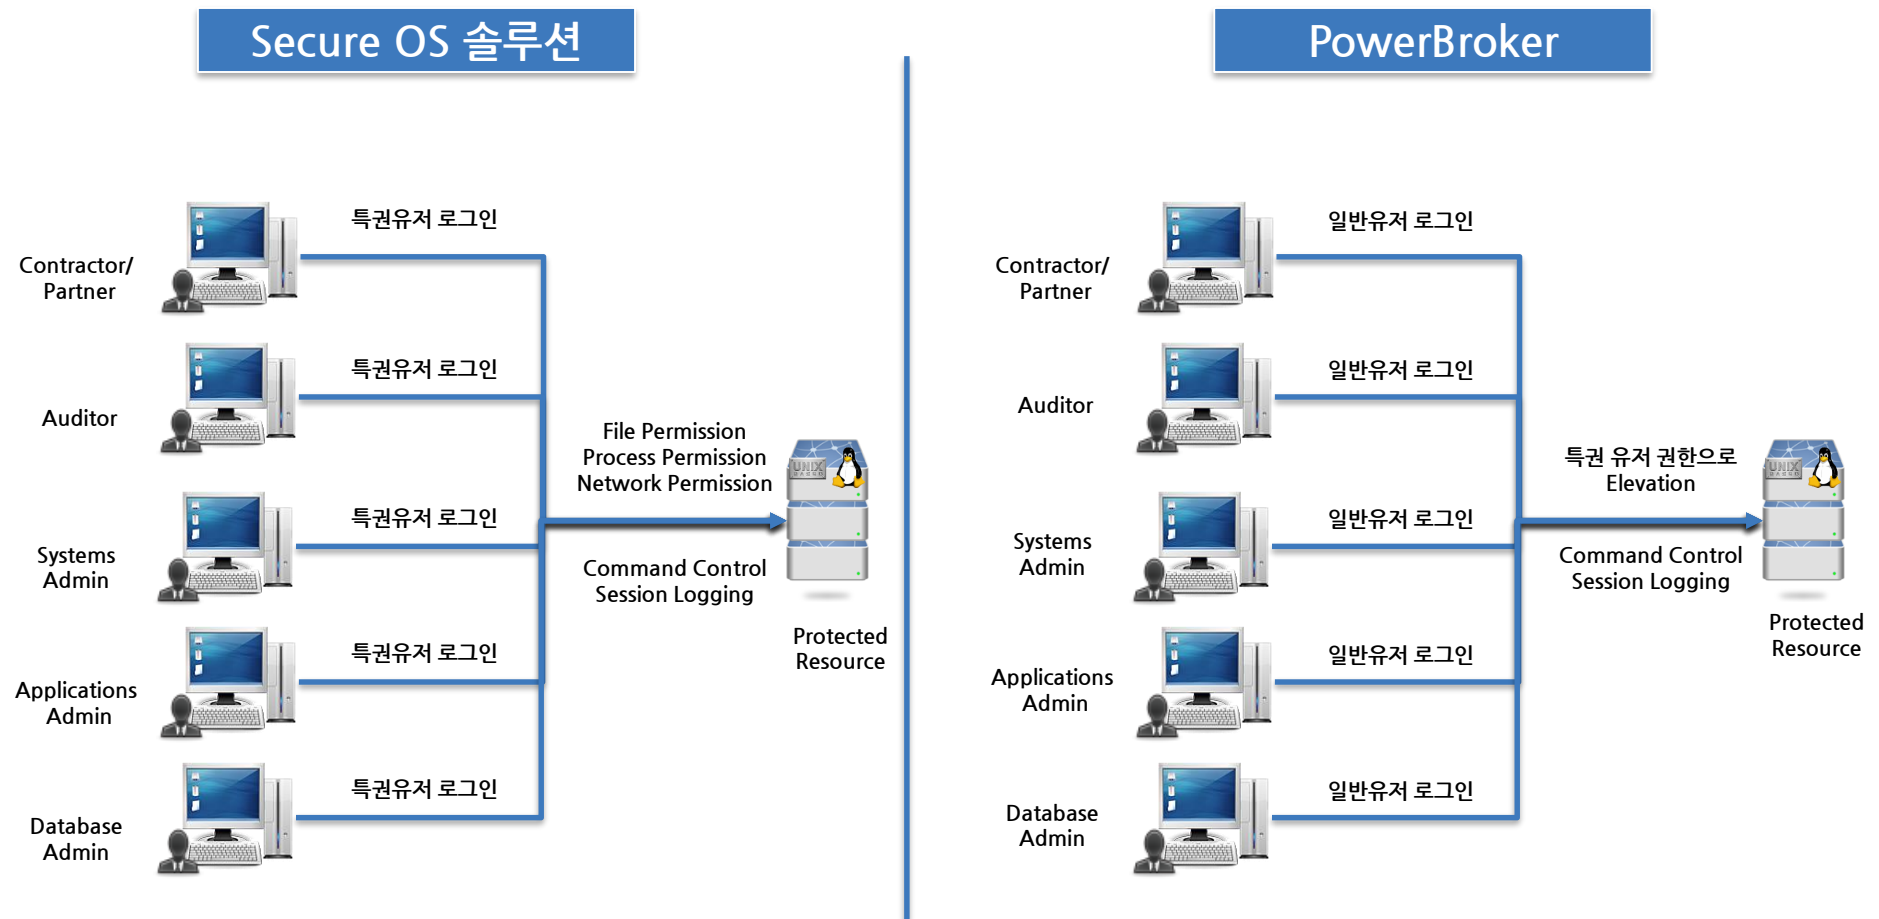 Secure OS 솔루션
특권유저 로그인
Contractor/
Partner
특권유저 로그인
Auditor
특권유저 로그인
Systems
Admin
특권유저 로그인
Applications
Admin
특권유저 로그인
Database
Admin
File Permission
Process Permission
Network Permission
Command Control
Session Logging
UNIX
Protected
Resource
PowerBroker
일반유저 로그인
Contractor/
Partner
일반유저 로그인
Auditor
일반유저 로그인
Systems
Admin
일반유저 로그인
Applications
Admin
일반유저 로그인
Database
Admin
특권 유저 권한으로
Elevation
Command Control
Session Logging
UNIX
Protected
Resource